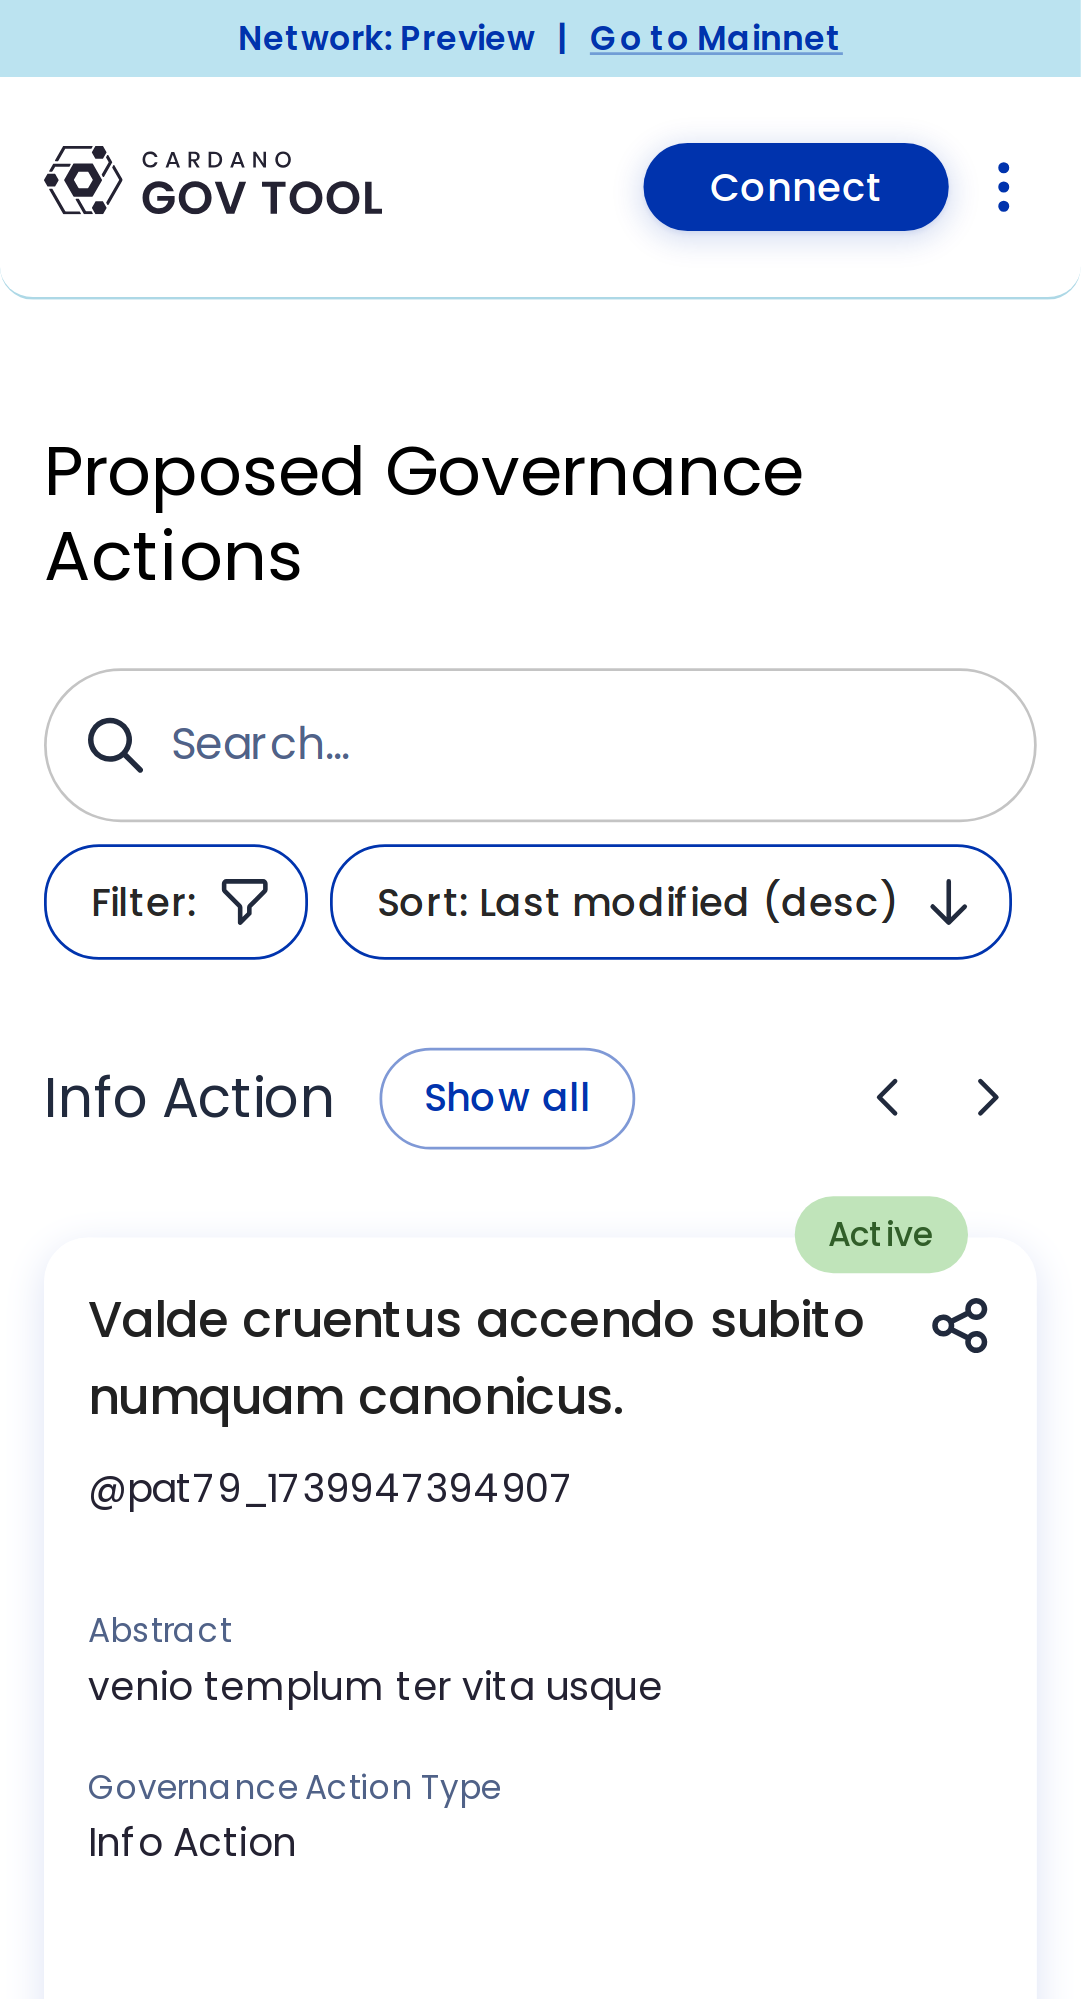 Network: Preview | Go to Mainnet
CARDANO
GOV TOOL
Connect
Proposed Governance
Actions
Search...
Filter:
Sort: Last modified (desc)
Info Action
Show all
Active
Valde cruentus accendo subito
numquam canonicus.
@pat79_1739947394907
Abstract
venio templum ter vita usque
Governance Action Type
Info Action